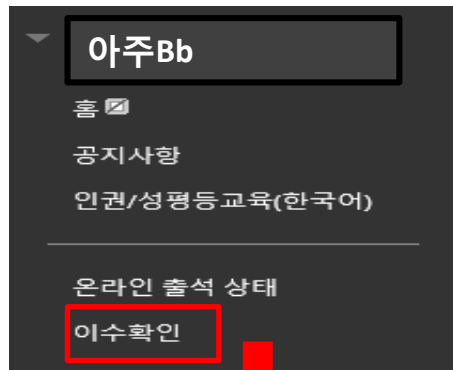 아주Bb
홈
공지사항
인권/성평등교육(한국어)
온라인 출석 상태
이수확인